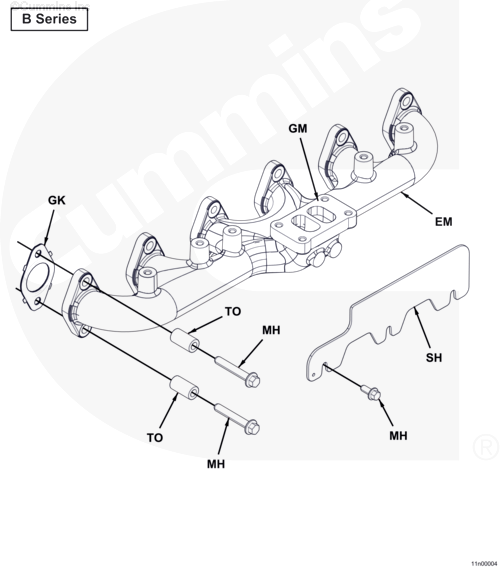 ©Cummins Inc
B Series
cummins
GM
GK
EM
TO
MH
SH
TO
MH
MH
®
11n00004